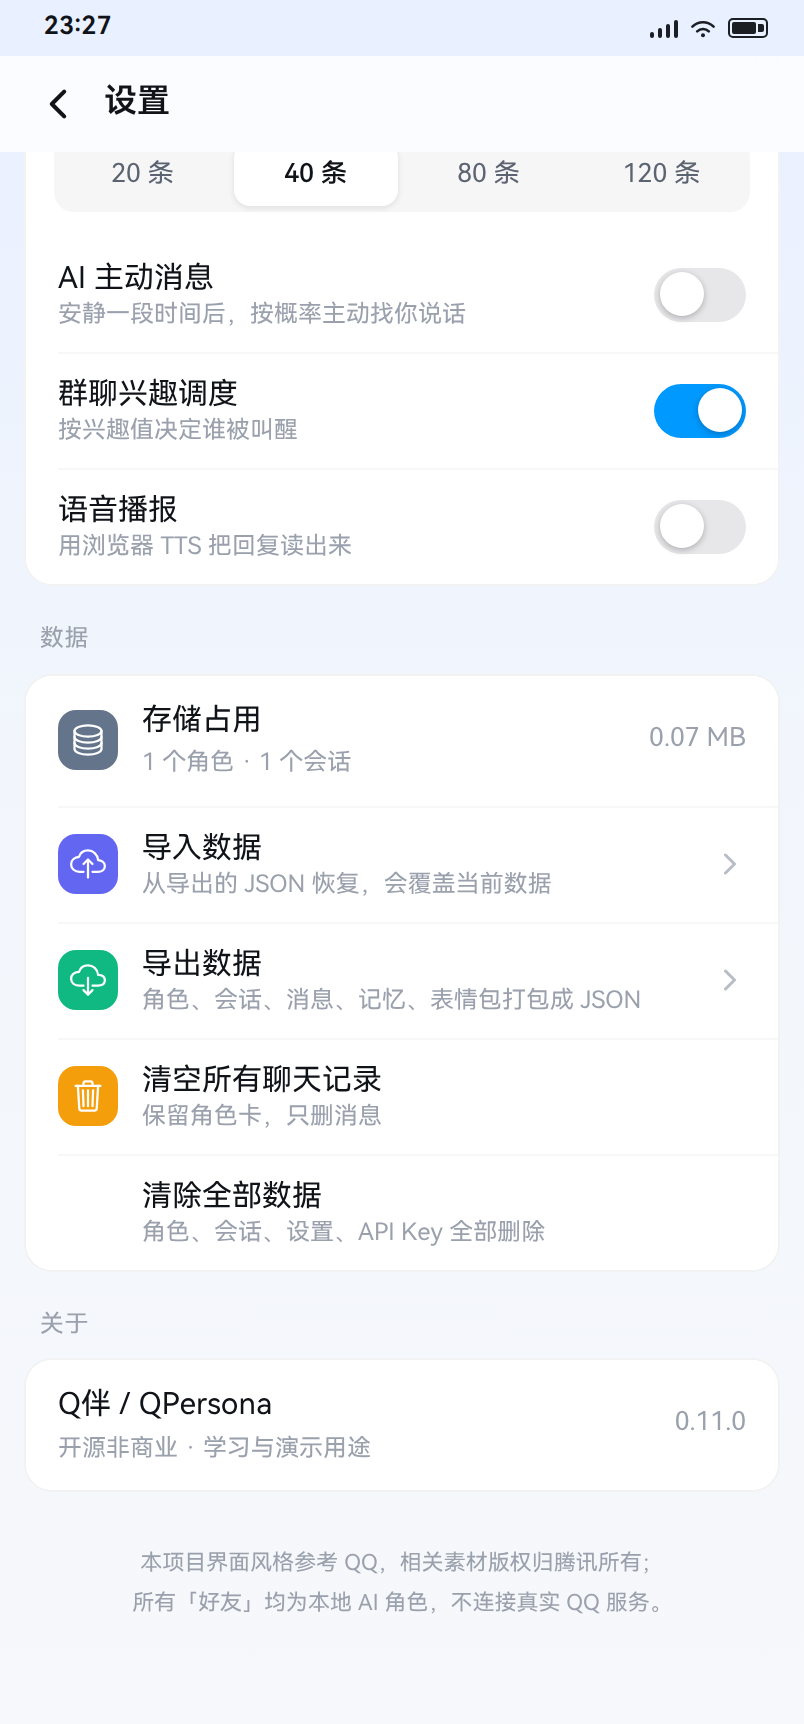 23:27
设置
20 条
40 条
80 条
120 条
AI 主动消息
安静一段时间后，按概率主动找你说话
群聊兴趣调度
按兴趣值决定谁被叫醒
语音播报
用浏览器 TTS 把回复读出来
数据
存储占用
0.07 MB
1 个角色 · 1 个会话
导入数据
从导出的 JSON 恢复，会覆盖当前数据
导出数据
角色、会话、消息、记忆、表情包打包成 JSON
清空所有聊天记录
保留角色卡，只删消息
清除全部数据
角色、会话、设置、API Key 全部删除
关于
Q伴 / QPersona
0.11.0
开源非商业 · 学习与演示用途
本项目界面风格参考 QQ，相关素材版权归腾讯所有；
所有「好友」均为本地 AI 角色，不连接真实 QQ 服务。